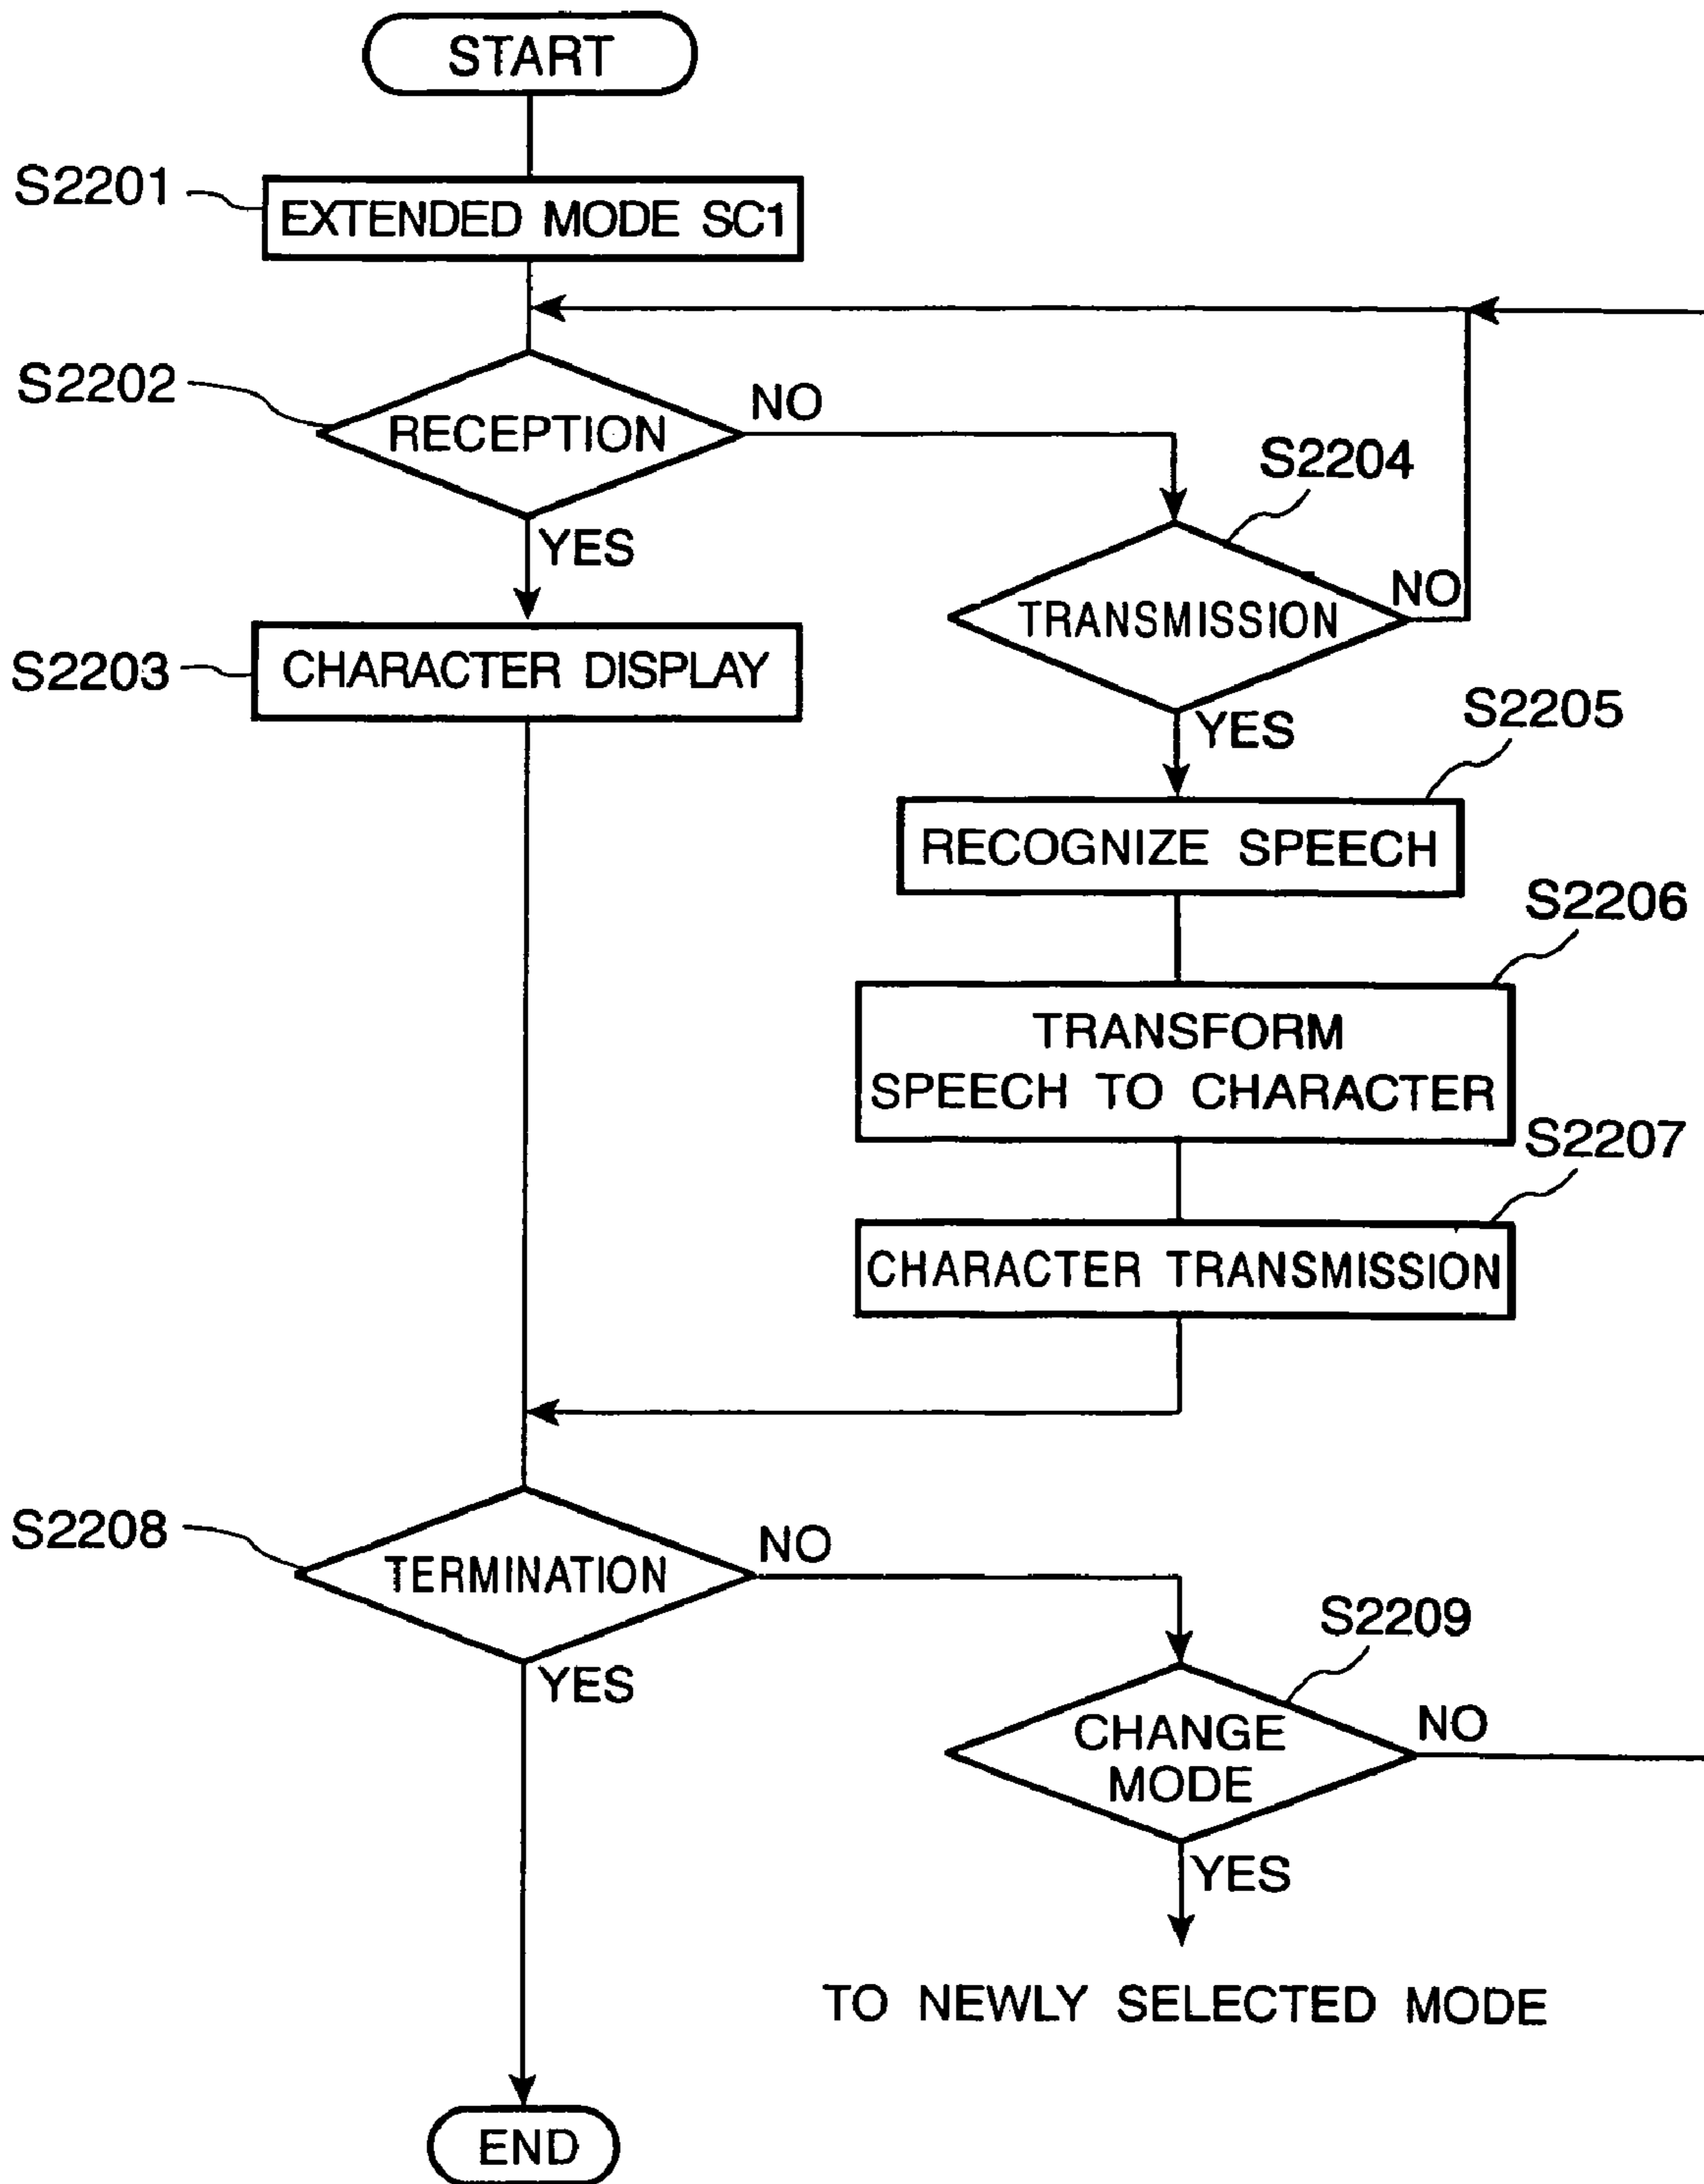 START
S2201
EXTENDED MODE SC1
S2202
RECEPTION
NO
S2204
YES
TRANSMISSION
NO
S2203
CHARACTER DISPLAY
YES
S2205
RECOGNIZE SPEECH
S2206
TRANSFORM
SPEECH TO CHARACTER
S2207
CHARACTER TRANSMISSION
S2208
TERMINATION
NO
YES
S2209
CHANGE
MODE
NO
YES
TO NEWLY SELECTED MODE
END